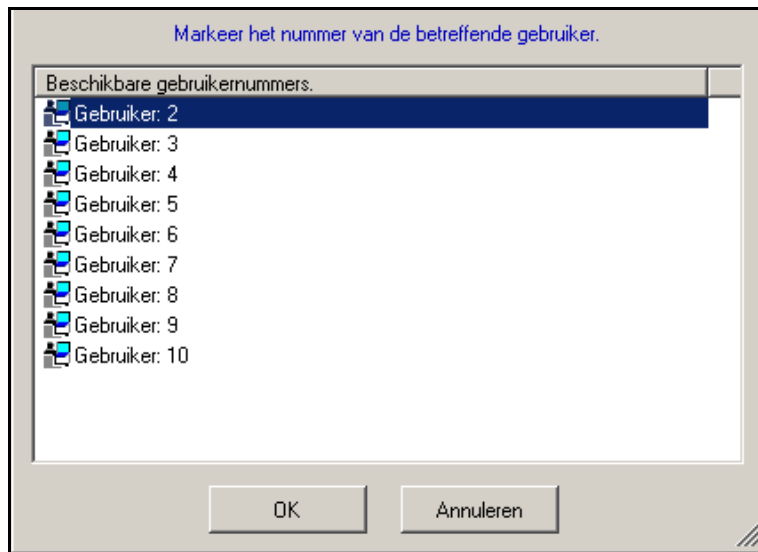 Markeer het nummer van de betreffende gebruiker.
Beschikbare gebruikernummers.
Gebruiker: 2
Gebruiker: 3
Gebruiker: 4
Gebruiker: 5
Gebruiker: 6
Gebruiker: 7
Gebruiker: 8
Gebruiker: 9
Gebruiker: 10
OK
Annuleren